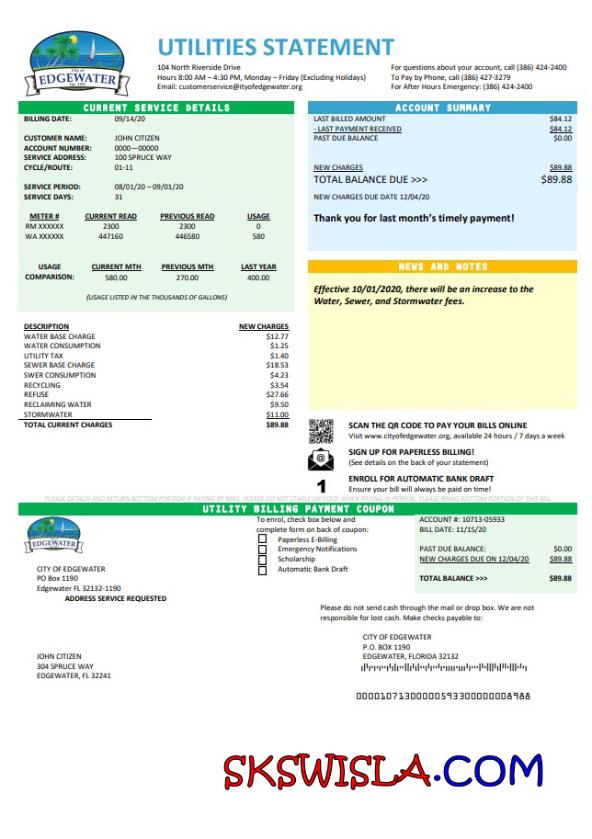 City of
EDGEWATER
UTILITIES STATEMENT
104 North Riverside Drive
Hours 8:00 AM – 4:30 PM, Monday – Friday (Excluding Holidays)
Email: customerservice@cityofedgewater.org
For questions about your account, call (386) 424-2400
To Pay by Phone, call (386) 427-3279
For After Hours Emergency: (386) 424-2400
CURRENT SERVICE DETAILS
BILLING DATE: 09/14/20
CUSTOMER NAME: JOHN CITIZEN
ACCOUNT NUMBER: 0000—00000
SERVICE ADDRESS: 100 SPRUCE WAY
CYCLE/ROUTE: 01-11
SERVICE PERIOD: 08/01/20 – 09/01/20
SERVICE DAYS: 31
METER # CURRENT READ PREVIOUS READ USAGE
RM XXXXXX 2300 2300 0
WA XXXXXX 447160 446580 580
USAGE CURRENT MTH PREVIOUS MTH LAST YEAR
COMPARISON: 580.00 270.00 400.00
(USAGE LISTED IN THE THOUSANDS OF GALLONS)
DESCRIPTION NEW CHARGES
WATER BASE CHARGE $12.77
WATER CONSUMPTION $1.25
UTILITY TAX $1.40
SEWER BASE CHARGE $18.53
SWER CONSUMPTION $4.23
RECYCLING $3.54
REFUSE $27.66
RECLAIMING WATER $9.50
STORMWATER $11.00
TOTAL CURRENT CHARGES $89.88
ACCOUNT SUMMARY
LAST BILLED AMOUNT $84.12
- LAST PAYMENT RECEIVED $84.12
PAST DUE BALANCE $0.00
NEW CHARGES $89.88
TOTAL BALANCE DUE >>> $89.88
NEW CHARGES DUE DATE 12/04/20
Thank you for last month's timely payment!
NEWS AND NOTES
Effective 10/01/2020, there will be an increase to the
Water, Sewer, and Stormwater fees.
SCAN THE QR CODE TO PAY YOUR BILLS ONLINE
Visit www.cityofedgewater.org, available 24 hours / 7 days a week
SIGN UP FOR PAPERLESS BILLING!
(See details on the back of your statement)
1
ENROLL FOR AUTOMATIC BANK DRAFT
Ensure your bill will always be paid on time!
PLEASE DETACH AND RETURN BOTTOM PORTION IF PAYING BY MAIL. PLEASE DO NOT STAPLE OR FOLD. WHEN PAYING IN PERSON, PLEASE BRING BOTTOM PORTION OF THIS BILL
UTILITY BILLING PAYMENT COUPON
EDGEWATER
To enrol, check box below and
complete form on back of coupon:
Paperless E-Billing
Emergency Notifications
Scholarship
Automatic Bank Draft
ACCOUNT #: 10713-05933
BILL DATE: 11/15/20
PAST DUE BALANCE: $0.00
NEW CHARGES DUE ON 12/04/20 $89.88
TOTAL BALANCE >>> $89.88
CITY OF EDGEWATER
PO Box 1190
Edgewater FL 32132-1190
ADDRESS SERVICE REQUESTED
Please do not send cash through the mail or drop box. We are not
responsible for lost cash. Make checks payable to:
CITY OF EDGEWATER
P.O. BOX 1190
EDGEWATER, FLORIDA 32132
JOHN CITIZEN
304 SPRUCE WAY
EDGEWATER, FL 32241
SKSWISLA.COM